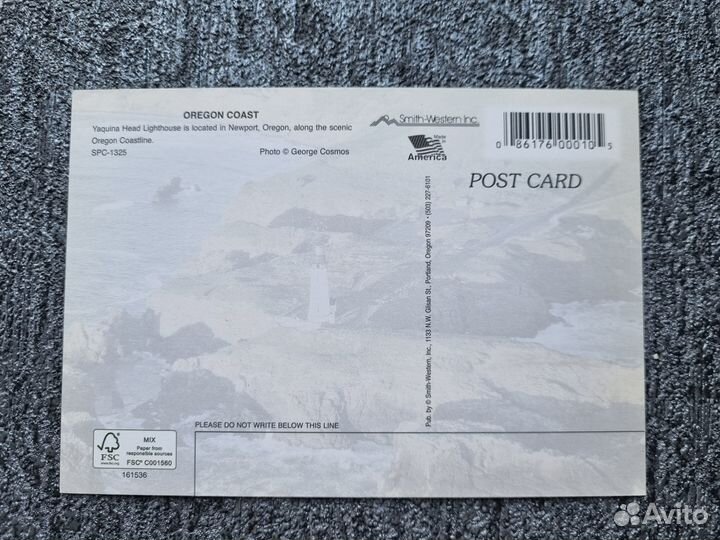 OREGON COAST
Yaquina Head Lighthouse is located in Newport, Oregon, along the scenic
Oregon Coastline.
SPC-1325
Photo © George Cosmos
Smith-Western Inc.
Made in
America
0 86176 00010 5
POST CARD
Pub. by © Smith-Western, Inc., 1133 N.W. Glisan St., Portland, Oregon 97209 • (503) 227-6101
PLEASE DO NOT WRITE BELOW THIS LINE
FSC
www.fsc.org
MIX
Paper from
responsible sources
FSC® C001560
161536
Avito